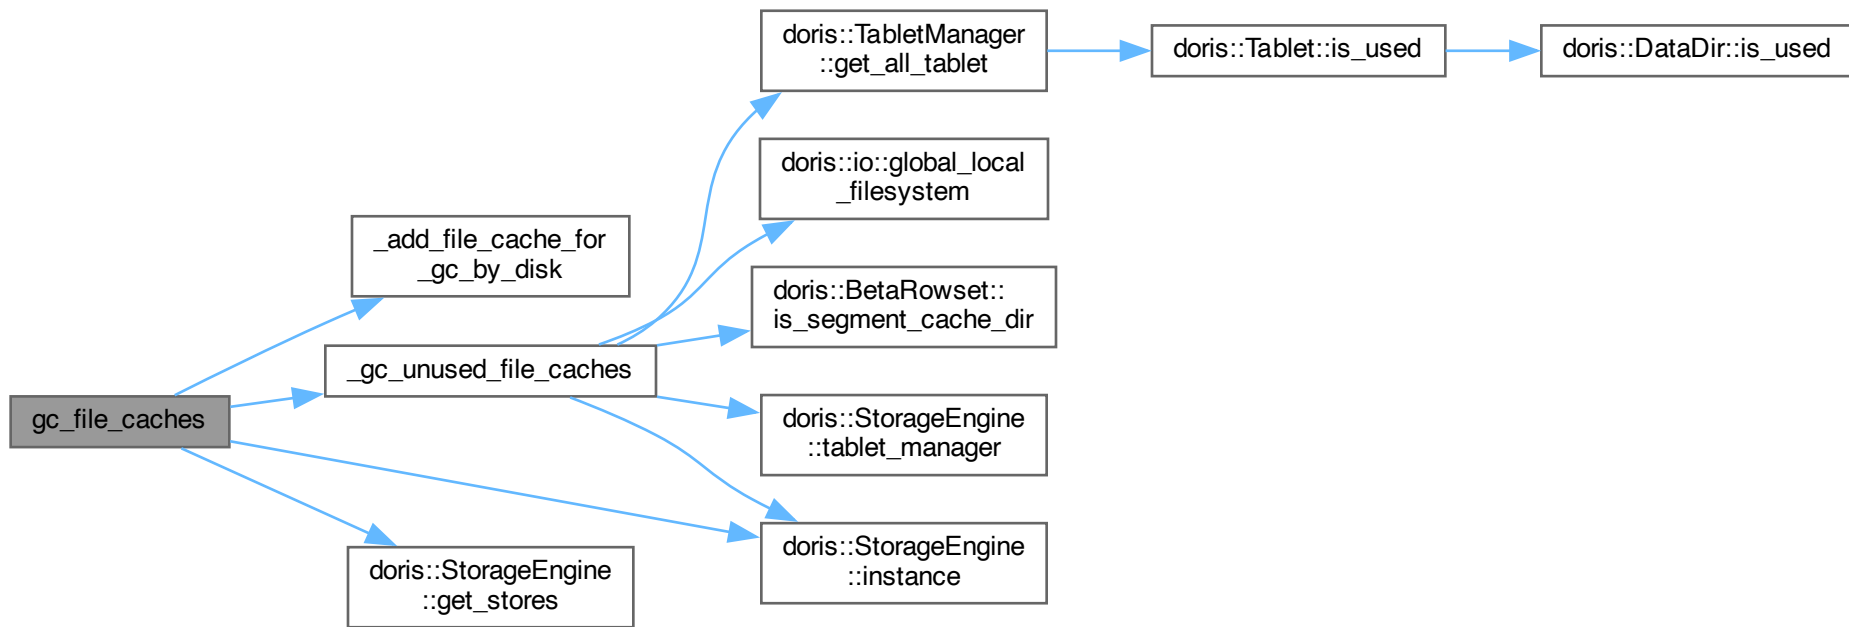 doris::TabletManager
::get_all_tablet
doris::Tablet::is_used
doris::DataDir::is_used
doris::io::global_local
_filesystem
_add_file_cache_for
_gc_by_disk
doris::BetaRowset::
is_segment_cache_dir
_gc_unused_file_caches
gc_file_caches
doris::StorageEngine
::tablet_manager
doris::StorageEngine
::instance
doris::StorageEngine
::get_stores